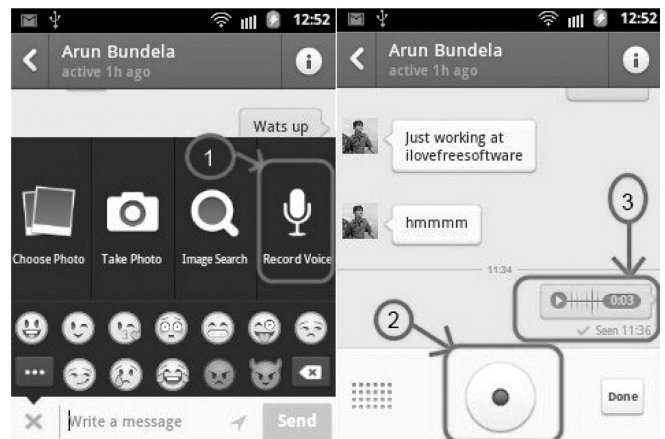 12:52
Arun Bundela
active 1h ago
Wats up
1
Choose Photo
Take Photo
Image Search
Record Voice
Write a message
Send
12:52
Arun Bundela
active 1h ago
Just working at
ilovefreesoftware
hmmmm
3
11:34
0:03
Seen 11:36
2
Done